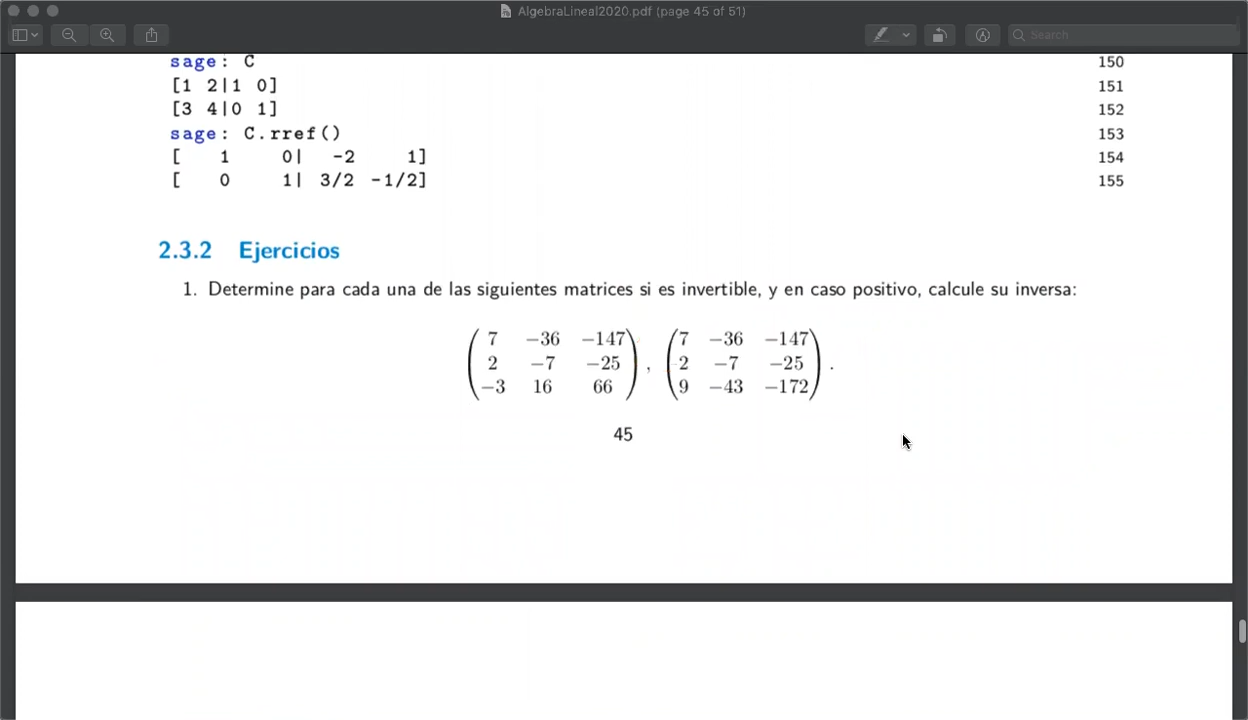 AlgebraLineal2020.pdf (page 45 of 51)
Search
sage: C 150
[1 2|1 0] 151
[3 4|0 1] 152
sage: C.rref() 153
[ 1 0| -2 1] 154
[ 0 1| 3/2 -1/2] 155
2.3.2 Ejercicios
1. Determine para cada una de las siguientes matrices si es invertible, y en caso positivo, calcule su inversa:
7 −36 −147 7 −36 −147
2 −7 −25 , 2 −7 −25 .
−3 16 66 9 −43 −172
45